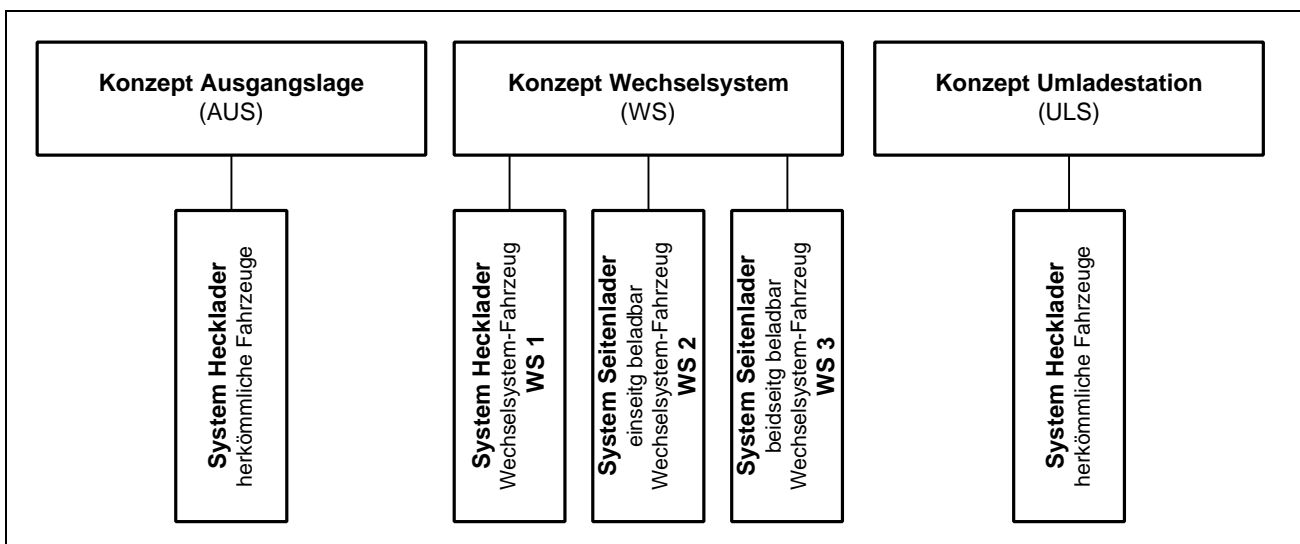 Konzept Ausgangslage
(AUS)
Konzept Wechselsystem
(WS)
Konzept Umladestation
(ULS)
System Hecklader
herkömmliche Fahrzeuge
System Hecklader
Wechselsystem-Fahrzeug
WS 1
System Seitenlader
einseitg beladbar
Wechselsystem-Fahrzeug
WS 2
System Seitenlader
beidseitg beladbar
Wechselsystem-Fahrzeug
WS 3
System Hecklader
herkömmliche Fahrzeuge